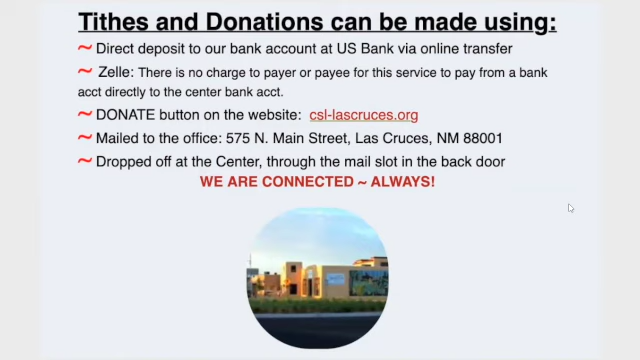 Tithes and Donations can be made using:
~ Direct deposit to our bank account at US Bank via online transfer
~ Zelle: There is no charge to payer or payee for this service to pay from a bank
acct directly to the center bank acct.
~ DONATE button on the website: csl-lascruces.org
~ Mailed to the office: 575 N. Main Street, Las Cruces, NM 88001
~ Dropped off at the Center, through the mail slot in the back door
WE ARE CONNECTED ~ ALWAYS!